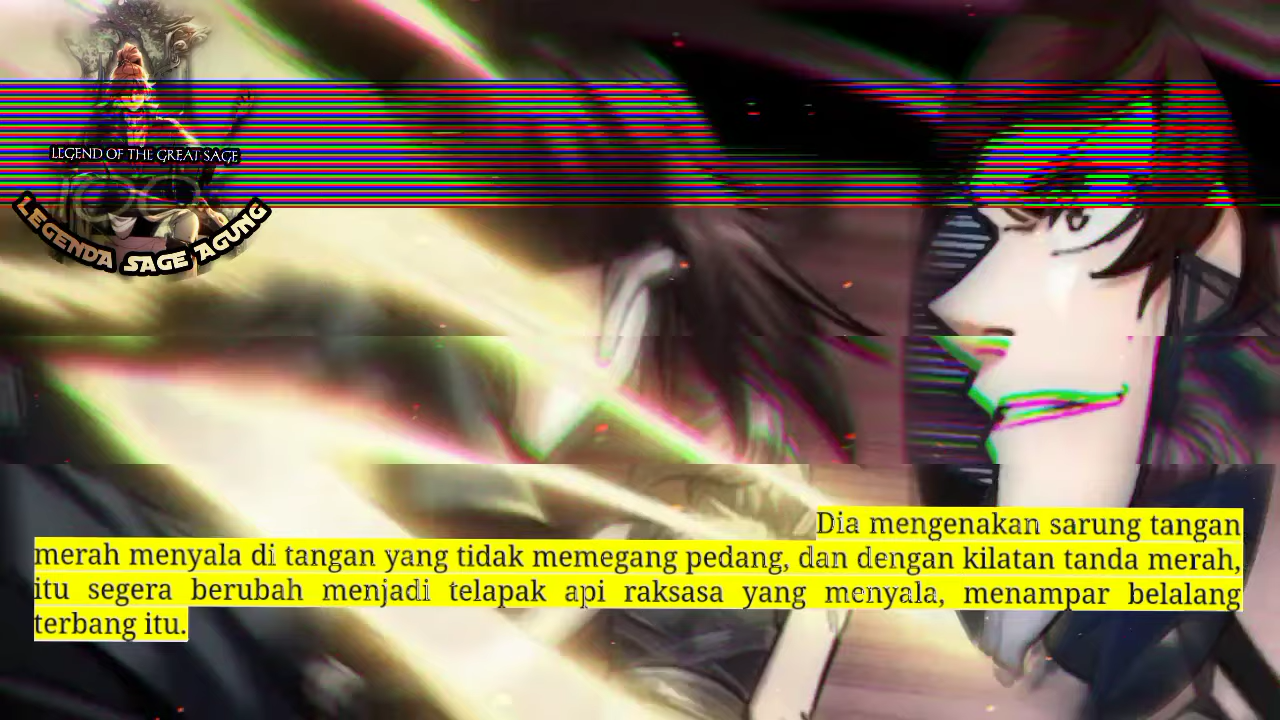 LEGEND OF THE GREAT SAGE
LEGENDA SAGE AGUNG
Dia mengenakan sarung tangan
merah menyala di tangan yang tidak memegang pedang, dan dengan kilatan tanda merah,
itu segera berubah menjadi telapak api raksasa yang menyala, menampar belalang
terbang itu.